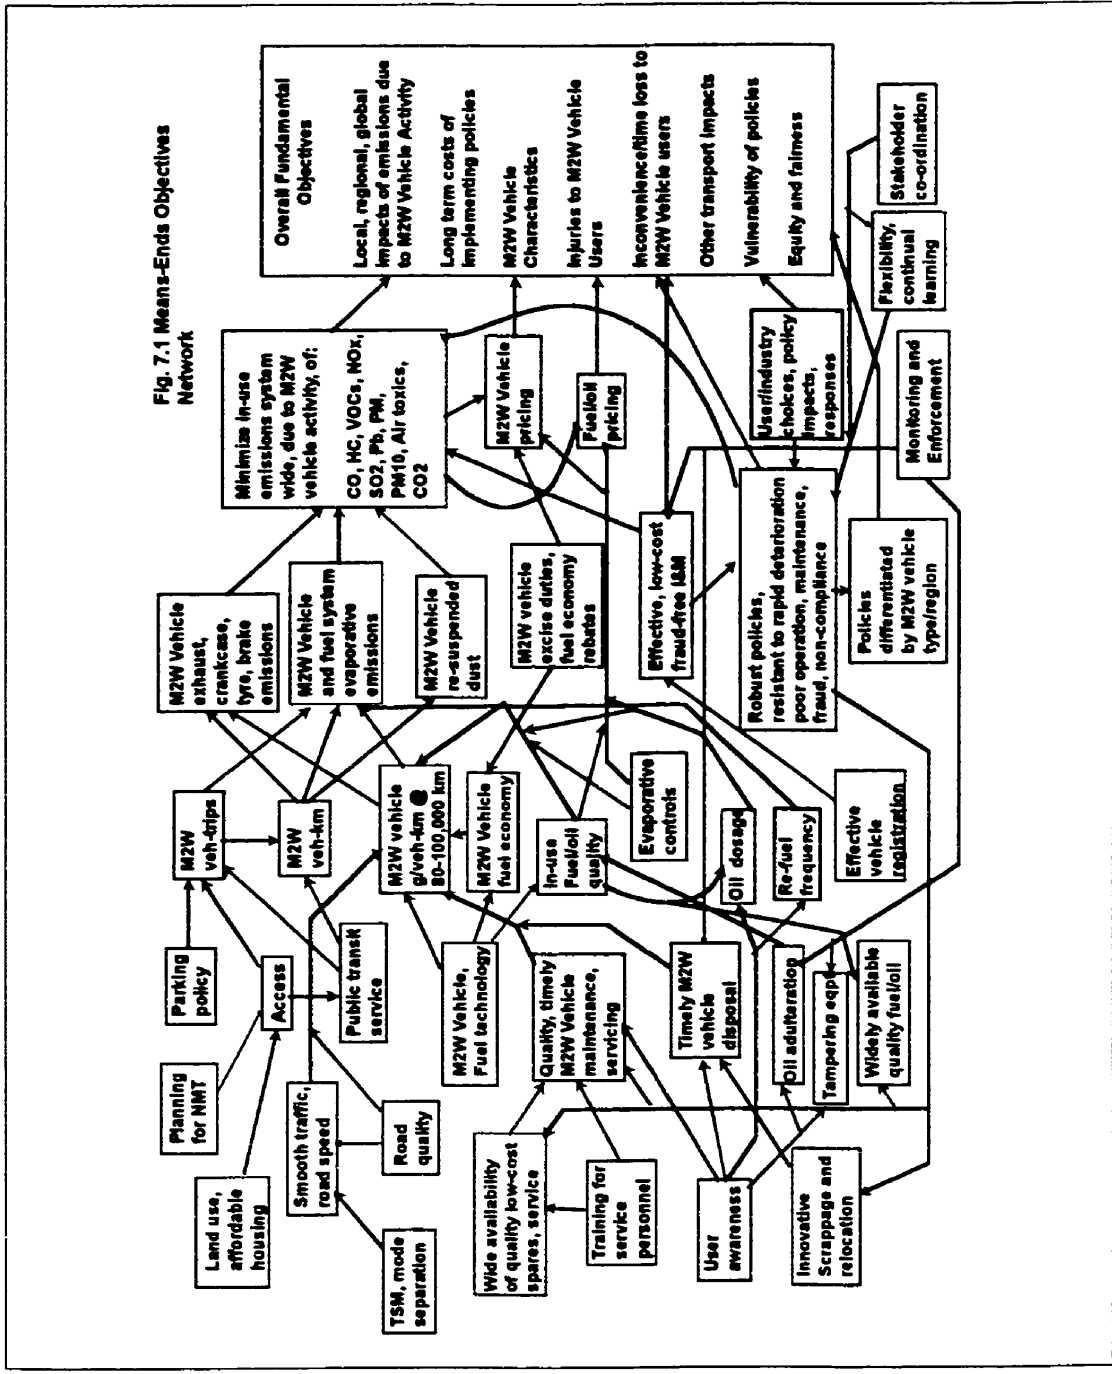 Fig. 7.1 Means-Ends Objectives
Network
Overall Fundamental
Objectives
Local, regional, global
impacts of emissions due
to M2W Vehicle Activity
Long term costs of
implementing policies
M2W Vehicle
Characteristics
Injuries to M2W Vehicle
Users
Inconvenience/time loss to
M2W Vehicle users
Other transport impacts
Vulnerability of policies
Equity and fairness
Minimize in-use
emissions system
wide, due to M2W
vehicle activity, of:
CO, HC, VOCs, NOx,
SO2, Pb, PM,
PM10, Air toxics,
CO2
M2W Vehicle
pricing
Fuel/oil
pricing
User/industry
choices, policy
impacts,
responses
Flexibility,
continual
learning
Stakeholder
co-ordination
M2W Vehicle
exhaust,
crankcase,
tyre, brake
emissions
M2W Vehicle
and fuel system
evaporative
emissions
M2W Vehicle
re-suspended
dust
M2W vehicle
excise duties,
fuel economy
rebates
Effective, low-cost
fraud-free I&M
Robust policies,
resistant to rapid deterioration
poor operation, maintenance,
fraud, non-compliance
Policies
differentiated
by M2W vehicle
type/region
Monitoring and
Enforcement
M2W
veh-trips
M2W
veh-km
M2W vehicle
g/veh-km @
80-100,000 km
M2W Vehicle
fuel economy
In-use
Fuel/oil
quality
Evaporative
controls
Oil dosage
Re-fuel
frequency
Effective
vehicle
registration
Parking
policy
Access
Public transit
service
M2W Vehicle,
Fuel technology
Quality, timely
M2W Vehicle
maintenance,
servicing
Timely M2W
vehicle
disposal
Oil adulteration
Tampering eqpt
Widely available
quality fuel/oil
Planning
for NMT
Land use,
affordable
housing
Smooth traffic,
road speed
Road
quality
TSM, mode
separation
Wide availability
of quality low-cost
spares, service
Training for
service
personnel
User
awareness
Innovative
Scrappage and
relocation